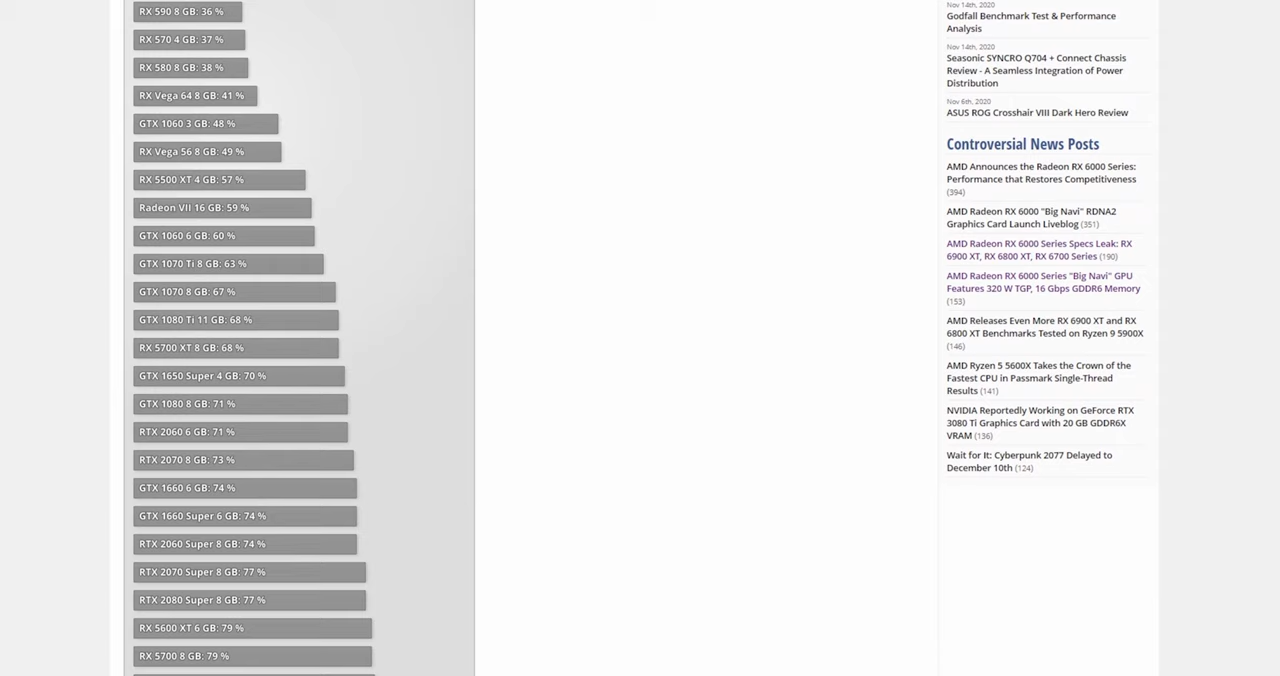 RX 590 8 GB: 36 %
RX 570 4 GB: 37 %
RX 580 8 GB: 38 %
RX Vega 64 8 GB: 41 %
GTX 1060 3 GB: 48 %
RX Vega 56 8 GB: 49 %
RX 5500 XT 4 GB: 57 %
Radeon VII 16 GB: 59 %
GTX 1060 6 GB: 60 %
GTX 1070 Ti 8 GB: 63 %
GTX 1070 8 GB: 67 %
GTX 1080 Ti 11 GB: 68 %
RX 5700 XT 8 GB: 68 %
GTX 1650 Super 4 GB: 70 %
GTX 1080 8 GB: 71 %
RTX 2060 6 GB: 71 %
RTX 2070 8 GB: 73 %
GTX 1660 6 GB: 74 %
GTX 1660 Super 6 GB: 74 %
RTX 2060 Super 8 GB: 74 %
RTX 2070 Super 8 GB: 77 %
RTX 2080 Super 8 GB: 77 %
RX 5600 XT 6 GB: 79 %
RX 5700 8 GB: 79 %
Nov 14th, 2020
Godfall Benchmark Test & Performance
Analysis
Nov 14th, 2020
Seasonic SYNCRO Q704 + Connect Chassis
Review - A Seamless Integration of Power
Distribution
Nov 6th, 2020
ASUS ROG Crosshair VIII Dark Hero Review
Controversial News Posts
AMD Announces the Radeon RX 6000 Series:
Performance that Restores Competitiveness
(394)
AMD Radeon RX 6000 "Big Navi" RDNA2
Graphics Card Launch Liveblog (351)
AMD Radeon RX 6000 Series Specs Leak: RX
6900 XT, RX 6800 XT, RX 6700 Series (190)
AMD Radeon RX 6000 Series "Big Navi" GPU
Features 320 W TGP, 16 Gbps GDDR6 Memory
(153)
AMD Releases Even More RX 6900 XT and RX
6800 XT Benchmarks Tested on Ryzen 9 5900X
(146)
AMD Ryzen 5 5600X Takes the Crown of the
Fastest CPU in Passmark Single-Thread
Results (141)
NVIDIA Reportedly Working on GeForce RTX
3080 Ti Graphics Card with 20 GB GDDR6X
VRAM (136)
Wait for It: Cyberpunk 2077 Delayed to
December 10th (124)